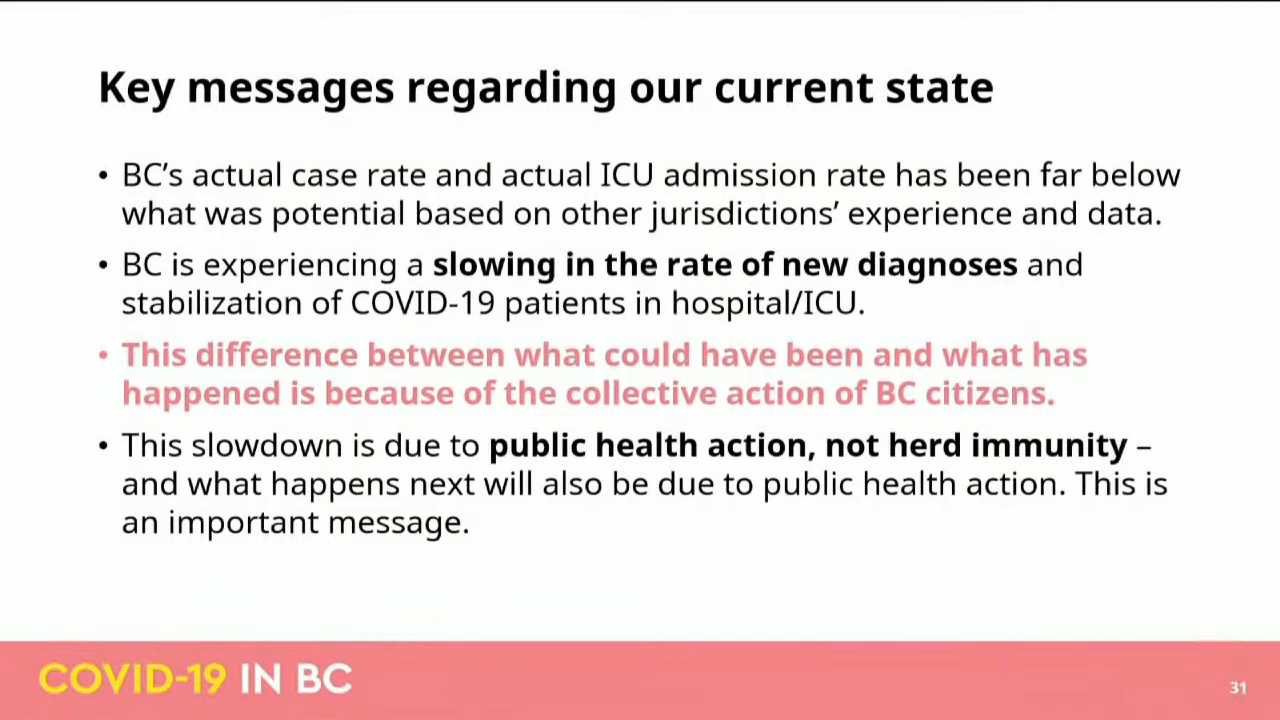 Key messages regarding our current state
• BC’s actual case rate and actual ICU admission rate has been far below
what was potential based on other jurisdictions’ experience and data.
• BC is experiencing a slowing in the rate of new diagnoses and
stabilization of COVID-19 patients in hospital/ICU.
• This difference between what could have been and what has
happened is because of the collective action of BC citizens.
• This slowdown is due to public health action, not herd immunity –
and what happens next will also be due to public health action. This is
an important message.
COVID-19 IN BC
31